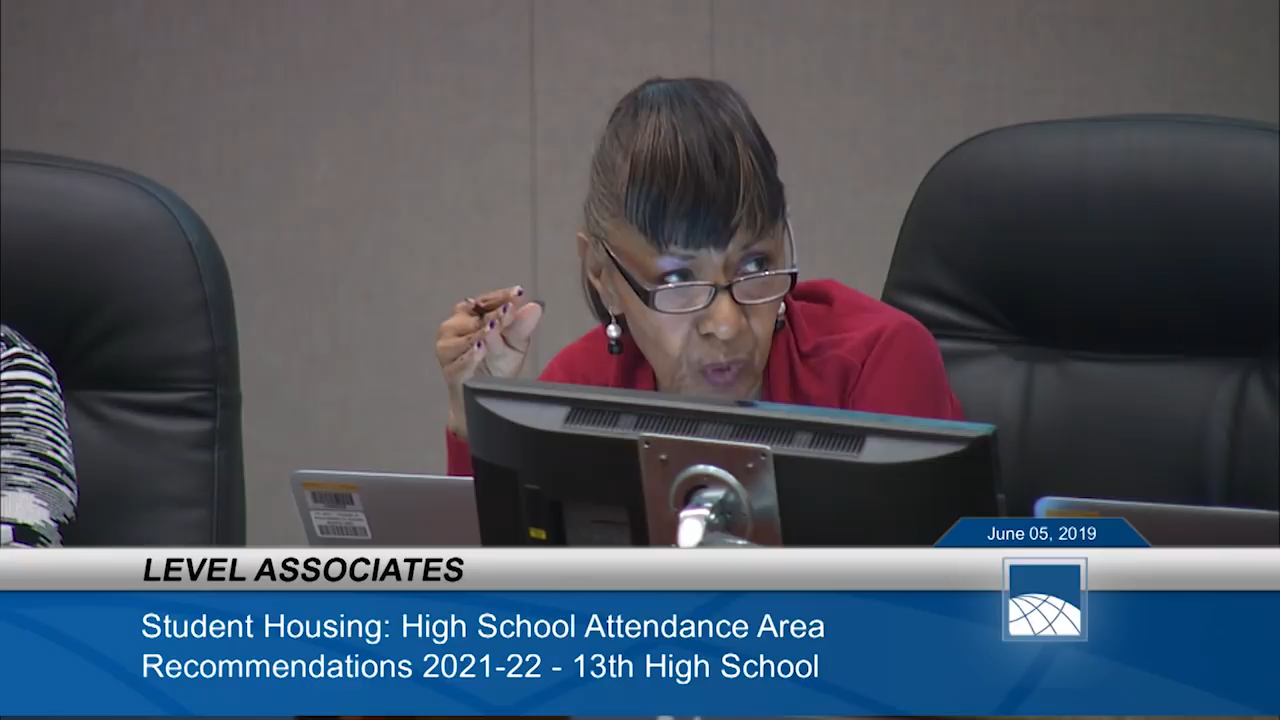 June 05, 2019
LEVEL ASSOCIATES
Student Housing: High School Attendance Area
Recommendations 2021-22 - 13th High School